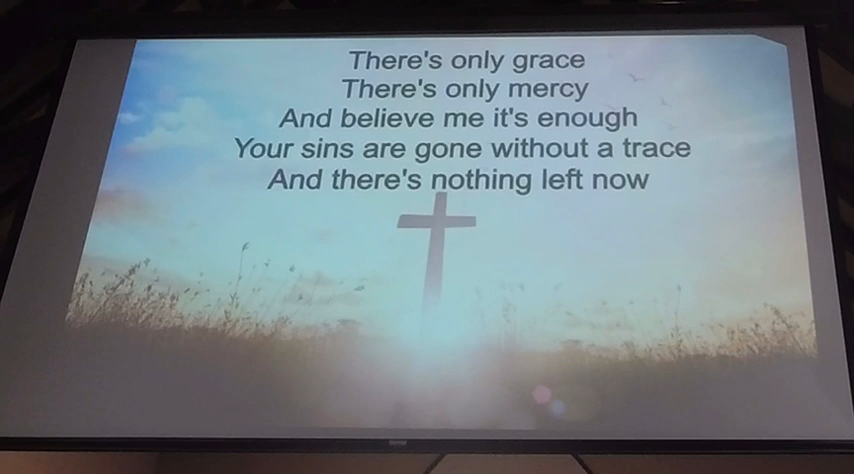 There's only grace
There's only mercy
And believe me it's enough
Your sins are gone without a trace
And there's nothing left now